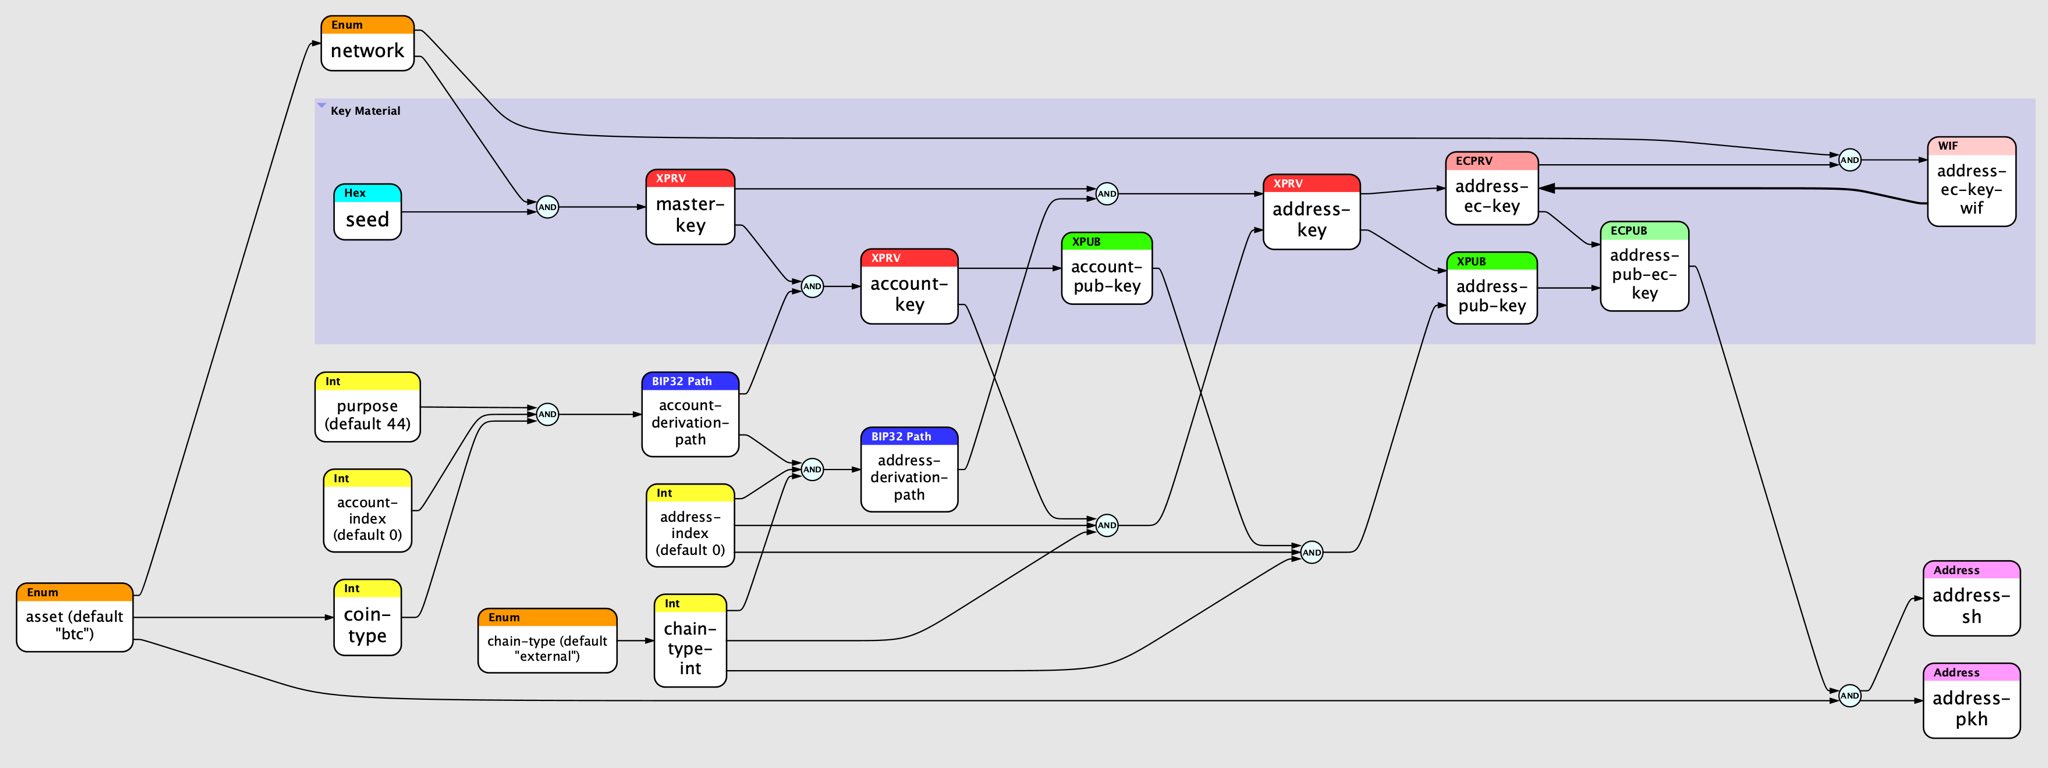 Enum
network
Key Material
Hex
seed
AND
XPRV
master-
key
AND
XPRV
account-
key
AND
XPUB
account-
pub-key
AND
XPRV
address-
key
ECPRV
address-
ec-key
XPUB
address-
pub-key
ECPUB
address-
pub-ec-
key
AND
WIF
address-
ec-key-
wif
Int
purpose
(default 44)
Int
account-
index
(default 0)
AND
BIP32 Path
account-
derivation-
path
AND
BIP32 Path
address-
derivation-
path
Int
address-
index
(default 0)
AND
AND
Enum
asset (default
"btc")
Int
coin-
type
Enum
chain-type (default
"external")
Int
chain-
type-
int
Address
address-
sh
AND
Address
address-
pkh